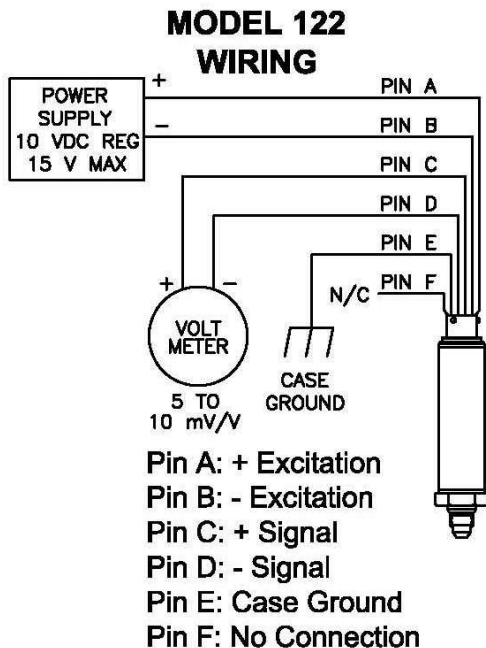 MODEL 122
WIRING
+
POWER
SUPPLY
10 VDC REG
15 V MAX
−
PIN A
PIN B
PIN C
PIN D
PIN E
PIN F
N/C
+
−
VOLT
METER
5 TO
10 mV/V
CASE
GROUND
Pin A: + Excitation
Pin B: - Excitation
Pin C: + Signal
Pin D: - Signal
Pin E: Case Ground
Pin F: No Connection